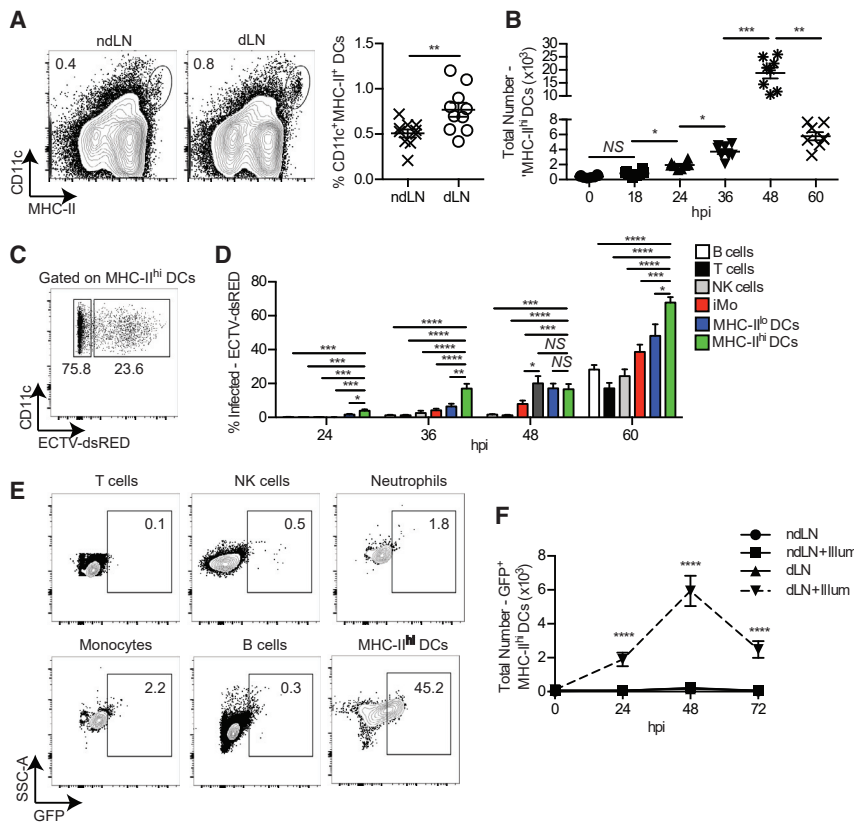 A
ndLN
dLN
0.4
0.8
CD11c
MHC-II
% CD11c+MHC-II+ DCs
1.5
1.0
0.5
0.0
**
ndLN
dLN
B
Total Number -
'MHC-IIhi DCs (x103)
30
25
20
15
10
8
6
4
2
0
NS
*
*
***
**
0
18
24
36
48
60
hpi
C
Gated on MHC-IIhi DCs
75.8
23.6
CD11c
ECTV-dsRED
D
% Infected - ECTV-dsRED
80
60
40
20
0
***
***
***
***
*
****
****
****
****
**
***
****
***
NS
*
NS
****
****
****
***
*
24
36
48
60
hpi
B cells
T cells
NK cells
iMo
MHC-IIlo DCs
MHC-IIhi DCs
E
T cells
NK cells
Neutrophils
0.1
0.5
1.8
Monocytes
B cells
MHC-IIhi DCs
2.2
0.3
45.2
SSC-A
GFP
F
ndLN
ndLN+Illum
dLN
dLN+Illum
Total Number - GFP+
MHC-IIhi DCs (x103)
8
6
4
2
0
****
****
****
0
24
48
72
hpi